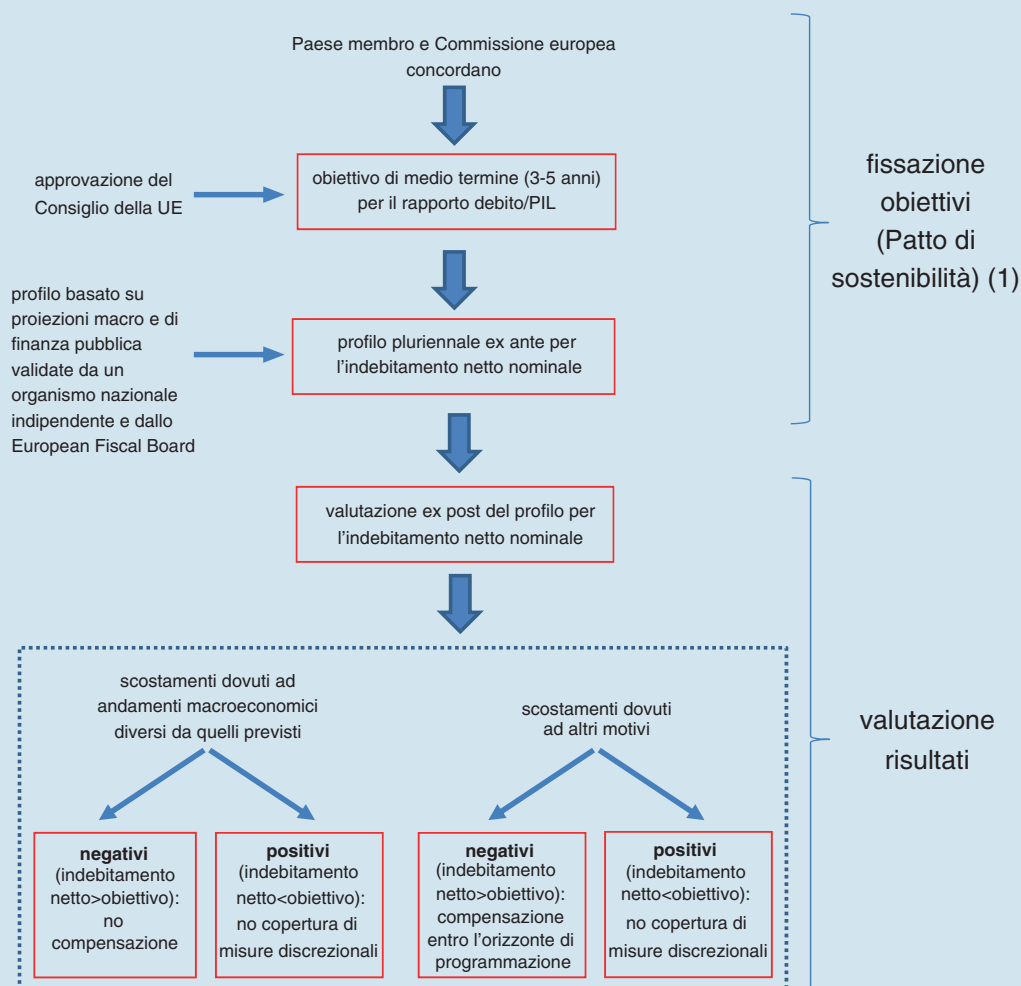 Paese membro e Commissione europea
concordano
approvazione del
Consiglio della UE
obiettivo di medio termine (3-5 anni)
per il rapporto debito/PIL
fissazione
obiettivi
(Patto di
sostenibilità) (1)
profilo basato su
proiezioni macro e di
finanza pubblica
validate da un
organismo nazionale
indipendente e dallo
European Fiscal Board
profilo pluriennale ex ante per
l'indebitamento netto nominale
valutazione ex post del profilo per
l'indebitamento netto nominale
scostamenti dovuti ad
andamenti macroeconomici
diversi da quelli previsti
scostamenti dovuti
ad altri motivi
valutazione
risultati
negativi
(indebitamento
netto>obiettivo):
no
compensazione
positivi
(indebitamento
netto<obiettivo):
no copertura di
misure discrezionali
negativi
(indebitamento
netto>obiettivo):
compensazione
entro l'orizzonte di
programmazione
positivi
(indebitamento
netto<obiettivo):
no copertura di
misure discrezionali